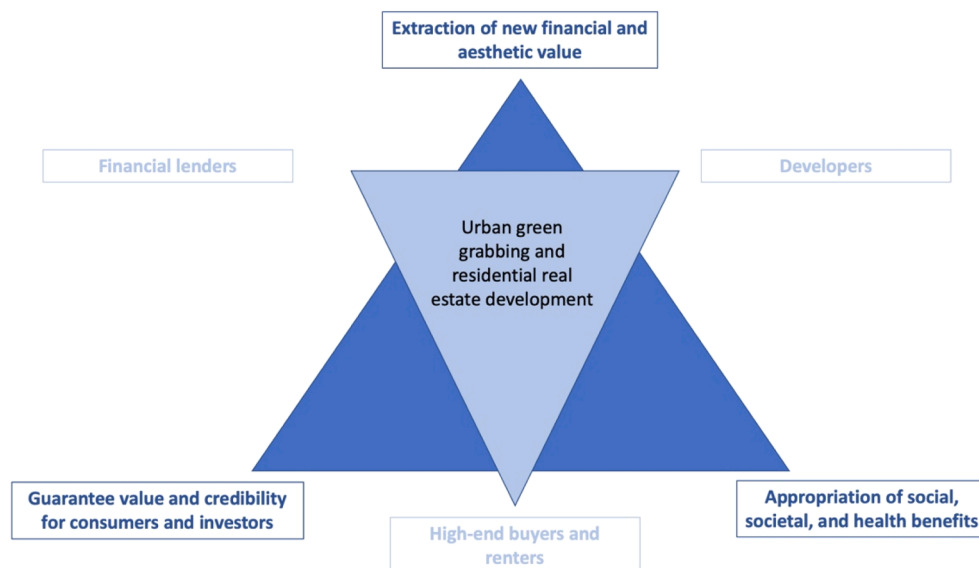 Extraction of new financial and
aesthetic value
Financial lenders
Developers
Urban green
grabbing and
residential real
estate development
Guarantee value and credibility
for consumers and investors
High-end buyers and
renters
Appropriation of social,
societal, and health benefits